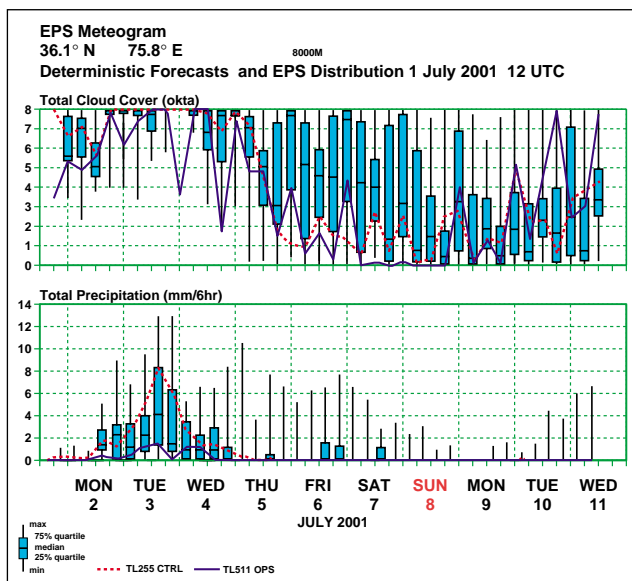 EPS Meteogram
36.1° N 75.8° E 8000M
Deterministic Forecasts and EPS Distribution 1 July 2001 12 UTC
Total Cloud Cover (okta)
8
7
6
5
4
3
2
1
0
Total Precipitation (mm/6hr)
14
12
10
8
6
4
2
0
MON TUE WED THU FRI SAT SUN MON TUE WED
2 3 4 5 6 7 8 9 10 11
JULY 2001
max
75% quartile
median
25% quartile
min
TL255 CTRL TL511 OPS